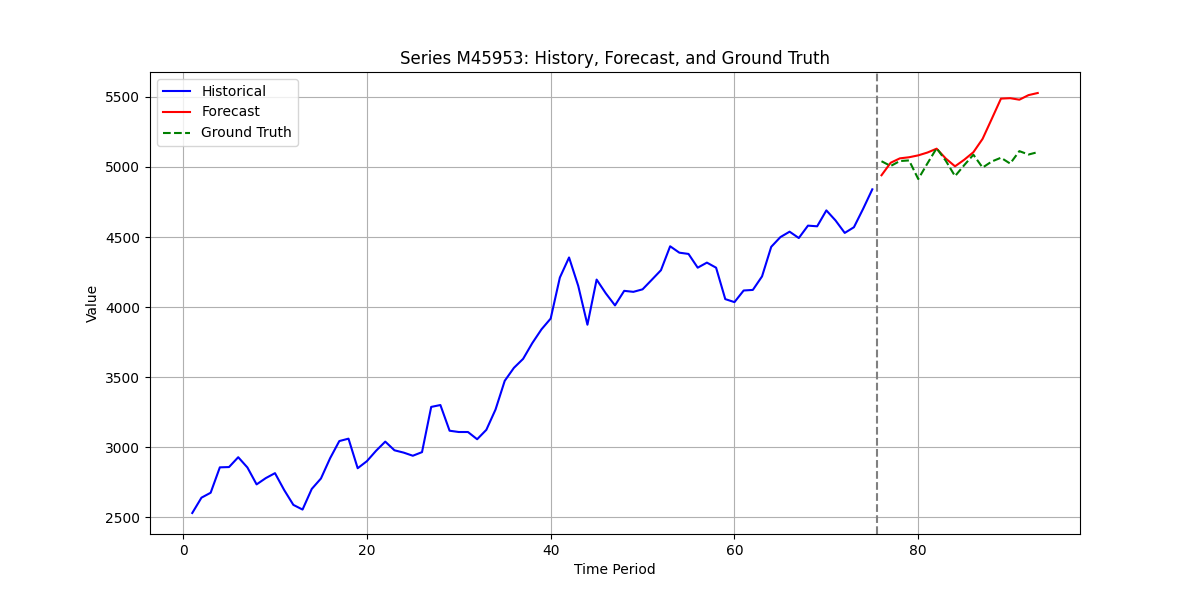 Series M45953: History, Forecast, and Ground Truth
Historical
Forecast
Ground Truth
5500
5000
4500
4000
3500
3000
2500
Value
0 20 40 60 80
Time Period